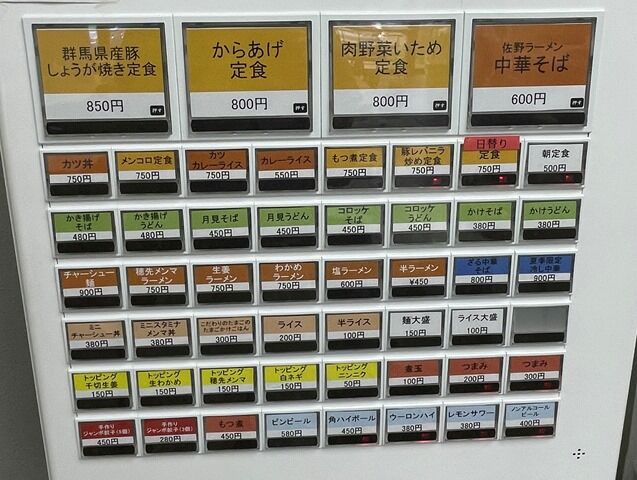 群馬県産豚
しょうが焼き定食
850円
押す
からあげ
定食
800円
押す
肉野菜いため
定食
800円
押す
佐野ラーメン
中華そば
600円
押す
カツ丼
750円
メンコロ定食
750円
カツ
カレーライス
750円
カレーライス
550円
もつ煮定食
750円
豚レバニラ
炒め定食
750円
日替り
定食
750円
朝定食
500円
かき揚げ
そば
480円
かき揚げ
うどん
480円
月見そば
450円
月見うどん
450円
コロッケ
そば
450円
コロッケ
うどん
450円
かけそば
380円
かけうどん
380円
チャーシュー
麺
900円
穂先メンマ
ラーメン
750円
生姜
ラーメン
750円
わかめ
ラーメン
750円
塩ラーメン
600円
半ラーメン
¥450
ざる中華
そば
800円
夏季限定
冷し中華
900円
ミニ
チャーシュー丼
380円
ミニスタミナ
メンマ丼
380円
こだわりのたまごの
たまごかけごはん
300円
ライス
200円
半ライス
100円
麺大盛
150円
ライス大盛
100円
トッピング
千切生姜
150円
トッピング
生わかめ
150円
トッピング
穂先メンマ
150円
トッピング
白ネギ
150円
トッピング
ニンニク
50円
煮玉
100円
つまみ
200円
つまみ
300円
手作り
ジャンボ餃子(5個)
450円
手作り
ジャンボ餃子(3個)
280円
もつ煮
450円
ビンビール
580円
角ハイボール
450円
ウーロンハイ
380円
レモンサワー
380円
ノンアルコール
ビール
400円